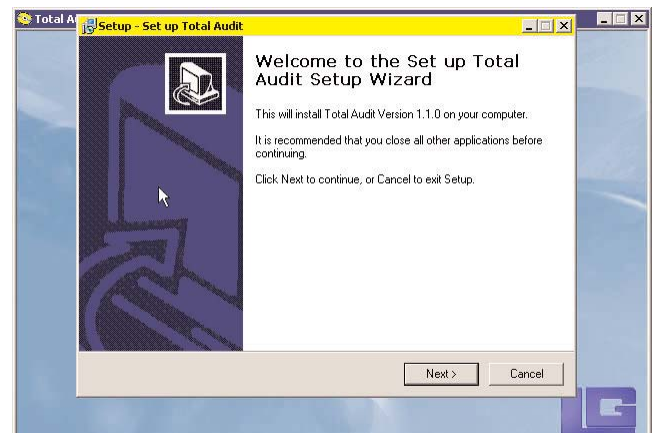 Total A
Setup - Set up Total Audit
Welcome to the Set up Total
Audit Setup Wizard
This will install Total Audit Version 1.1.0 on your computer.
It is recommended that you close all other applications before
continuing.
Click Next to continue, or Cancel to exit Setup.
Next >
Cancel